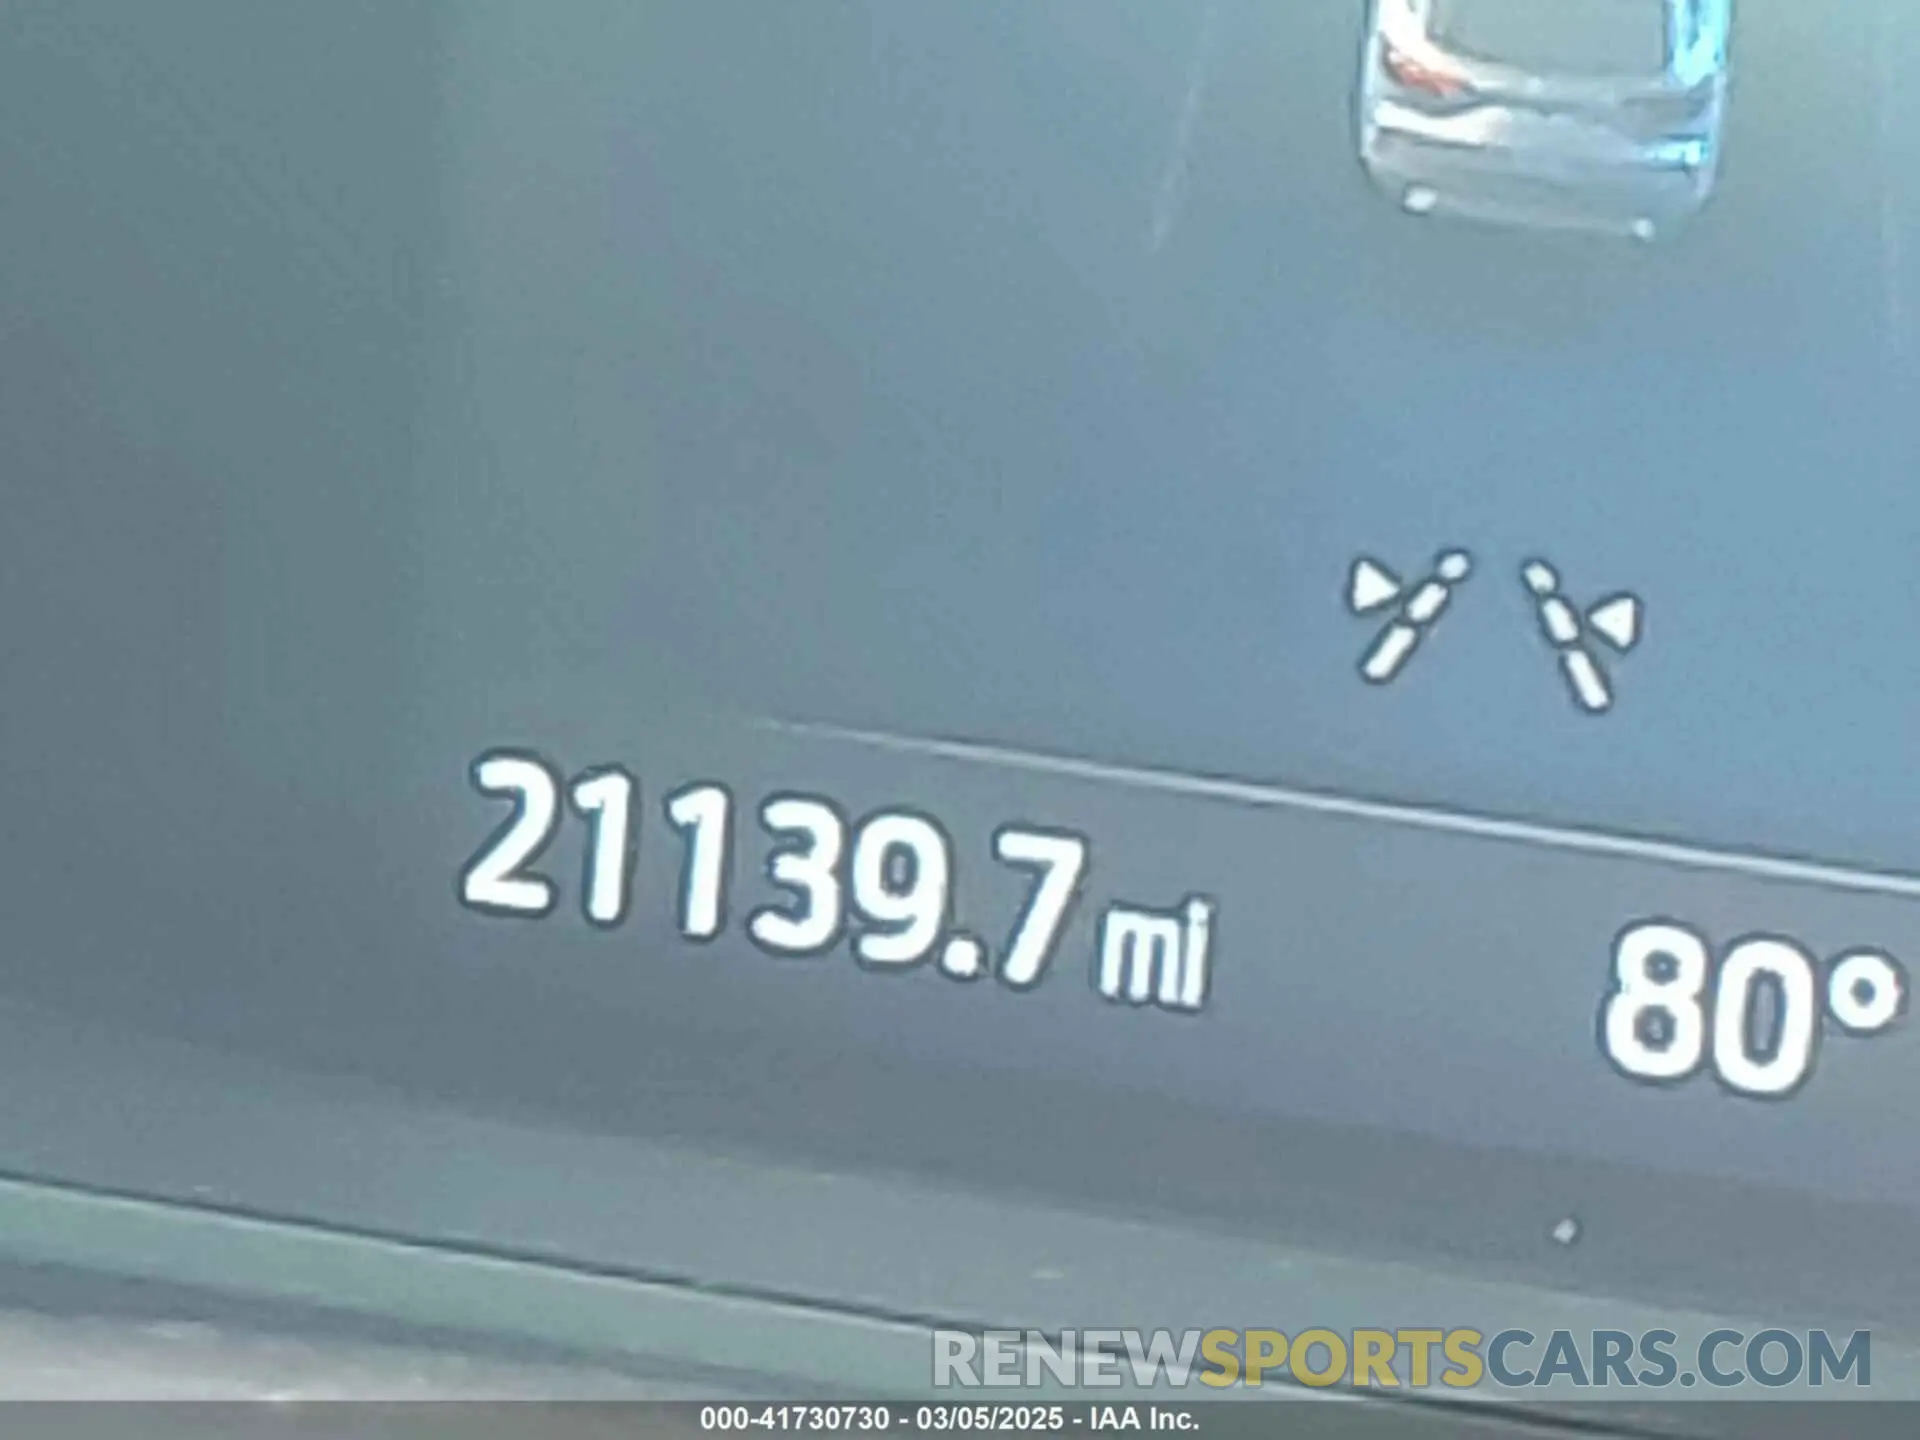 21139.7 mi
80°
RENEWSPORTSCARS.COM
000-41730730 - 03/05/2025 - IAA Inc.